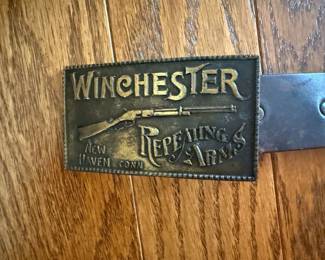 WINCHESTER
REPEATING
ARMS
NEW
HAVEN CONN